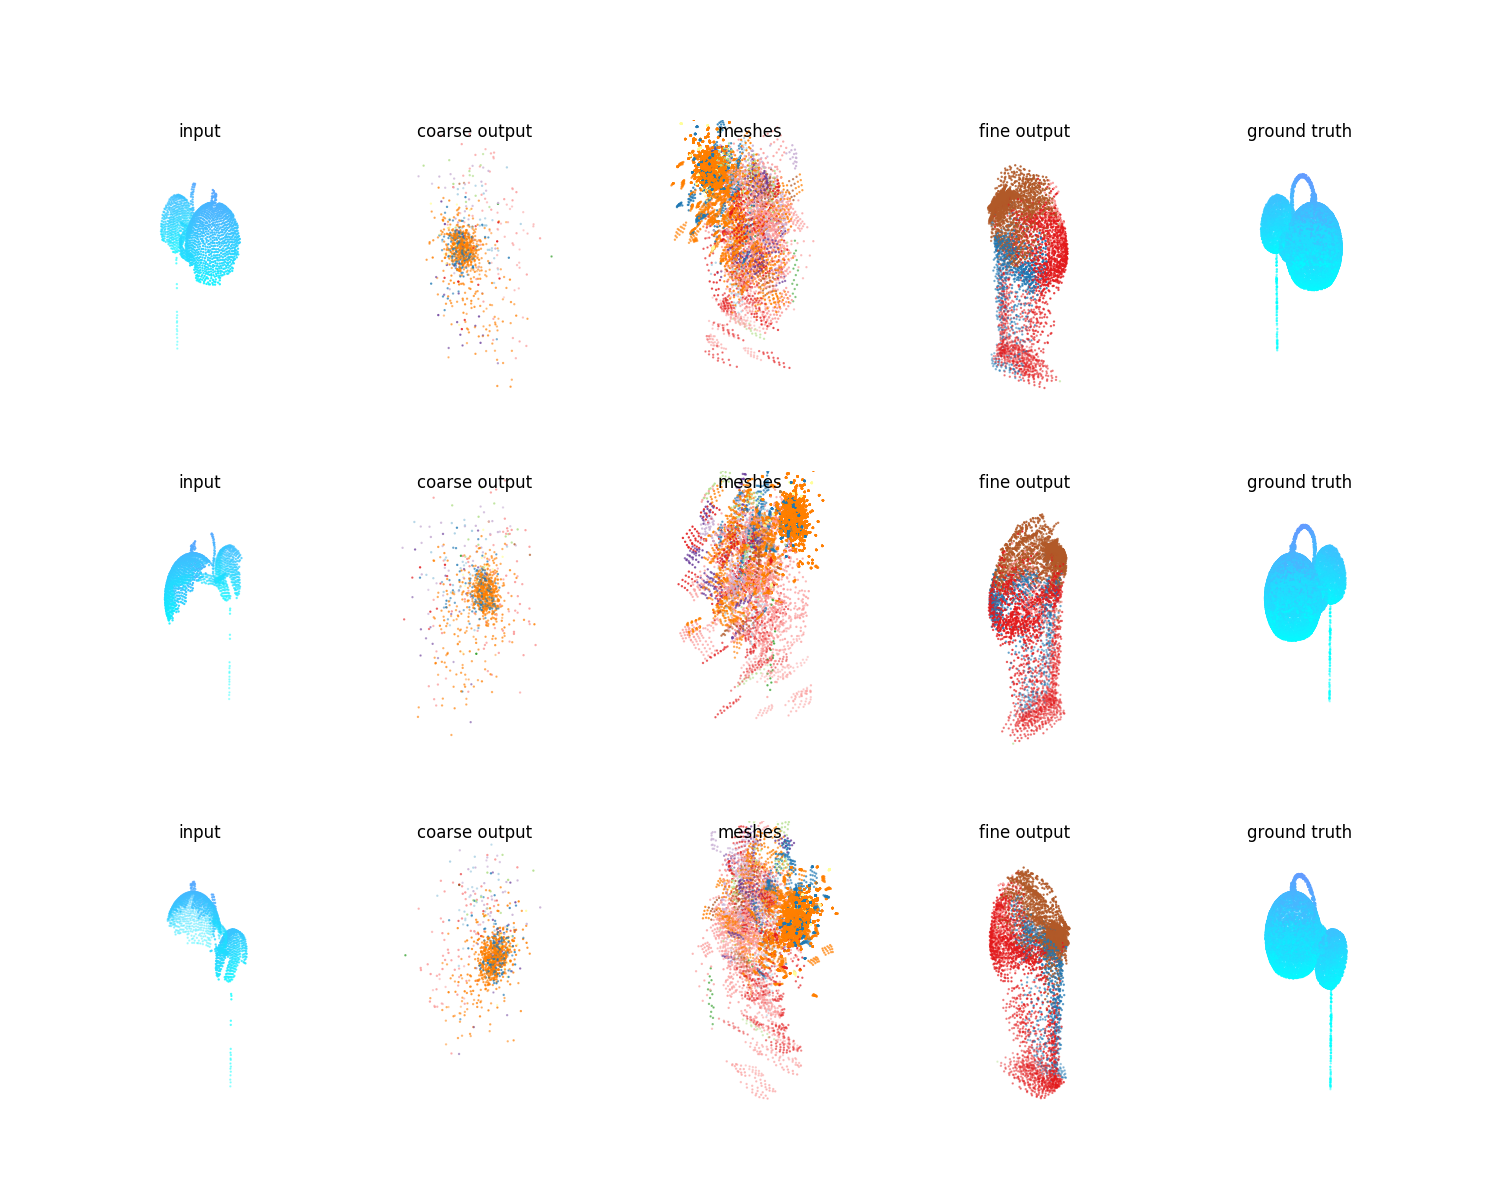 input
coarse output
meshes
fine output
ground truth
input
coarse output
meshes
fine output
ground truth
input
coarse output
meshes
fine output
ground truth